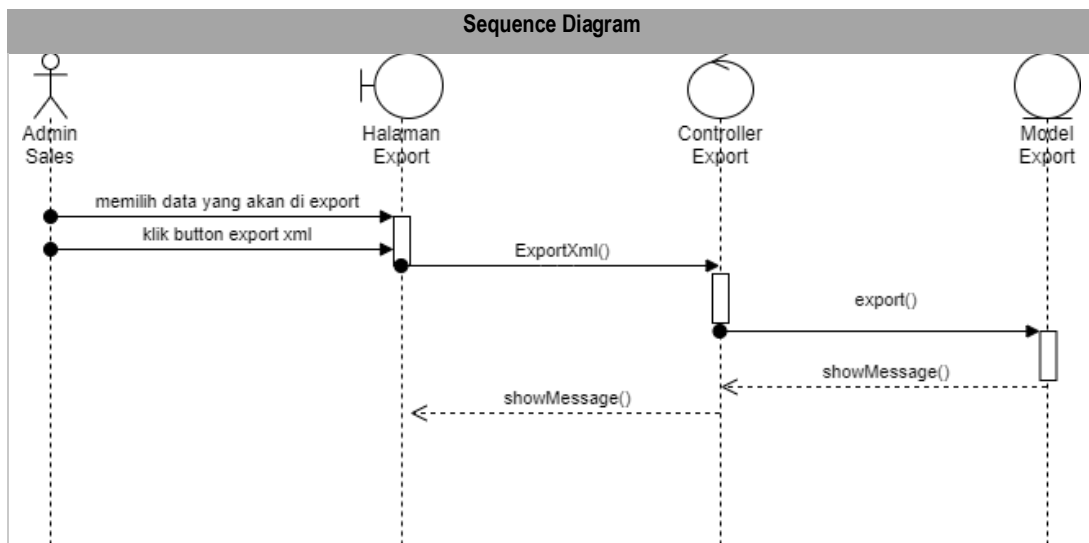 Sequence Diagram
Admin
Sales
Halaman
Export
Controller
Export
Model
Export
memilih data yang akan di export
klik button export xml
ExportXml()
export()
showMessage()
showMessage()